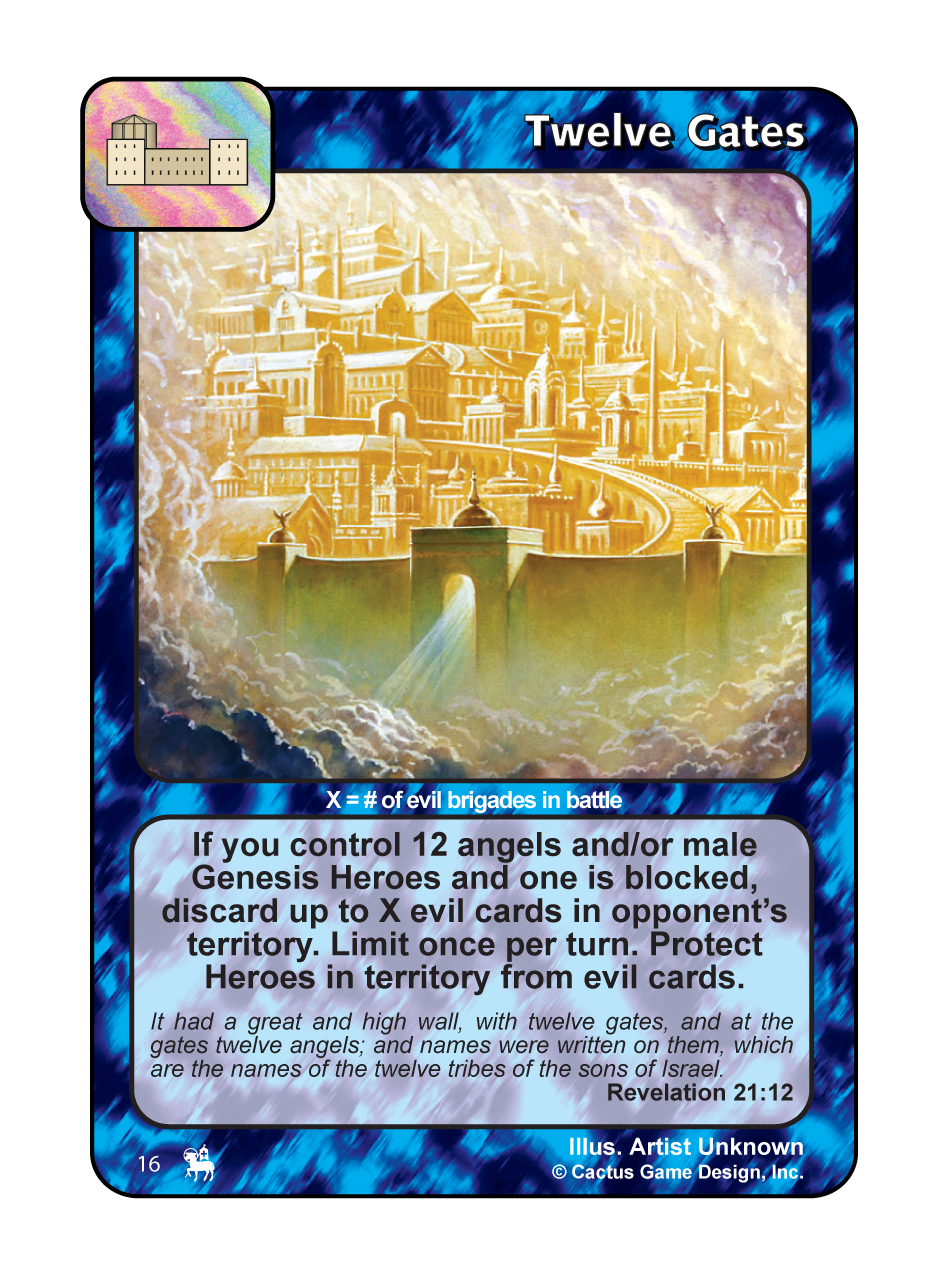 Twelve Gates
X = # of evil brigades in battle
If you control 12 angels and/or male
Genesis Heroes and one is blocked,
discard up to X evil cards in opponent's
territory. Limit once per turn. Protect
Heroes in territory from evil cards.
It had a great and high wall, with twelve gates, and at the
gates twelve angels; and names were written on them, which
are the names of the twelve tribes of the sons of Israel.
Revelation 21:12
Illus. Artist Unknown
16
© Cactus Game Design, Inc.